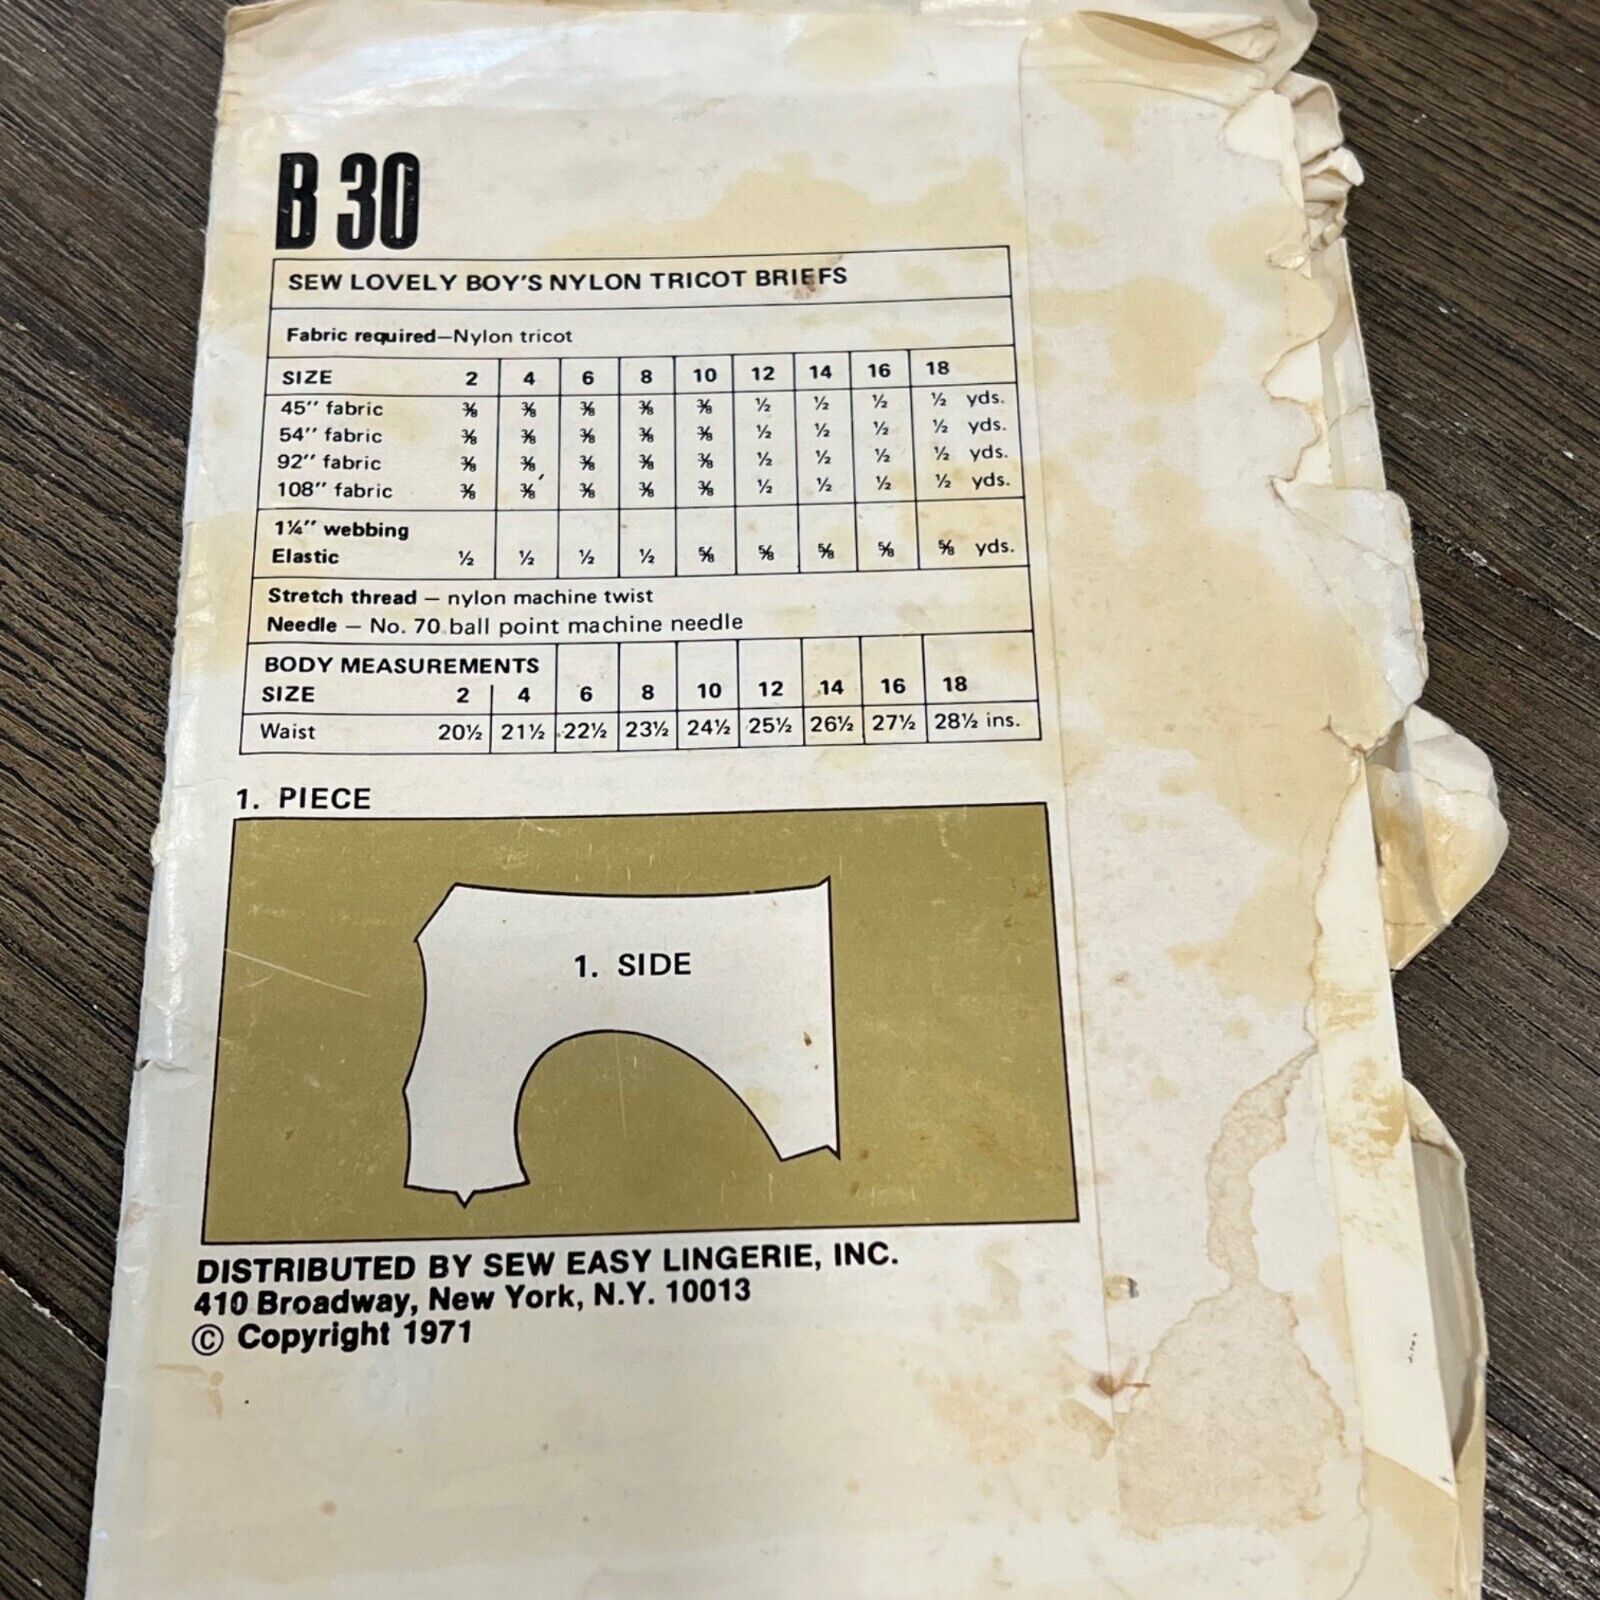 B 30
SEW LOVELY BOY'S NYLON TRICOT BRIEFS
Fabric required—Nylon tricot
SIZE 2 4 6 8 10 12 14 16 18
45" fabric ⅜ ⅜ ⅜ ⅜ ⅜ ½ ½ ½ ½ yds.
54" fabric ⅜ ⅜ ⅜ ⅜ ⅜ ½ ½ ½ ½ yds.
92" fabric ⅜ ⅜ ⅜ ⅜ ⅜ ½ ½ ½ ½ yds.
108" fabric ⅜ ⅜ ⅜ ⅜ ⅜ ½ ½ ½ ½ yds.
1¼" webbing
Elastic ½ ½ ½ ½ ⅝ ⅝ ⅝ ⅝ ⅝ yds.
Stretch thread — nylon machine twist
Needle — No. 70 ball point machine needle
BODY MEASUREMENTS
SIZE 2 4 6 8 10 12 14 16 18
Waist 20½ 21½ 22½ 23½ 24½ 25½ 26½ 27½ 28½ ins.
1. PIECE
1. SIDE
DISTRIBUTED BY SEW EASY LINGERIE, INC.
410 Broadway, New York, N.Y. 10013
© Copyright 1971